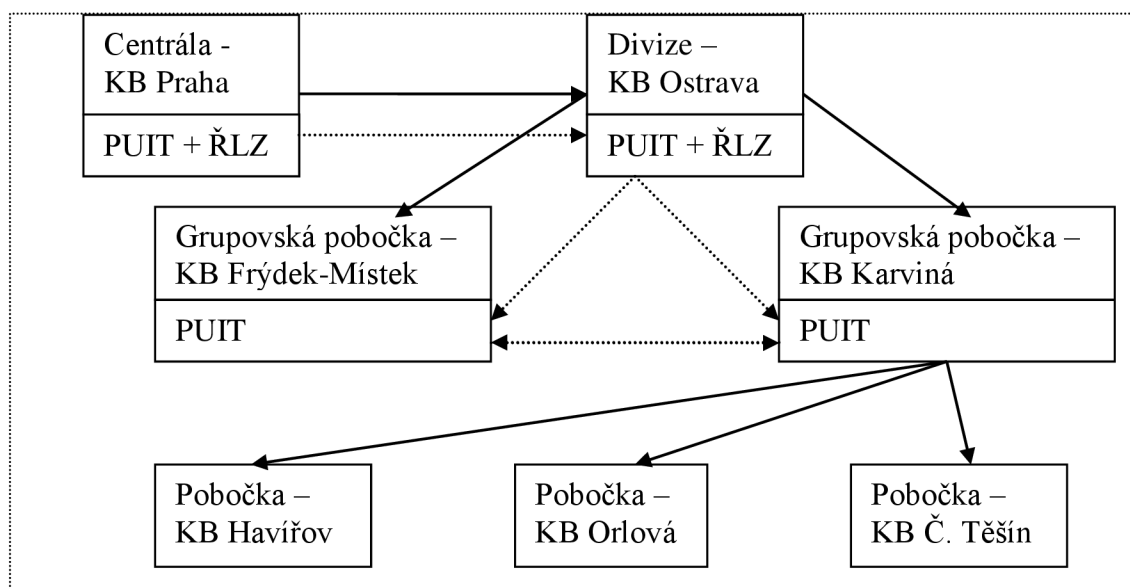 Centrála -
KB Praha
PUIT + ŘLZ
Divize –
KB Ostrava
PUIT + ŘLZ
Grupovská pobočka –
KB Frýdek-Místek
PUIT
Grupovská pobočka –
KB Karviná
PUIT
Pobočka –
KB Havířov
Pobočka –
KB Orlová
Pobočka –
KB Č. Těšín